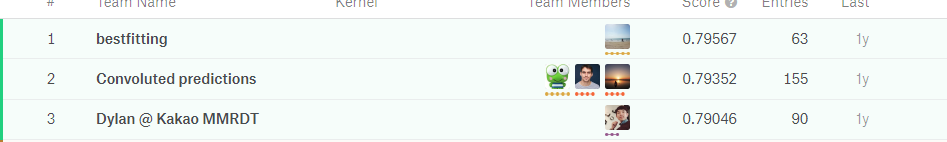 # Team Name Kernel Team Members Score ? Entries Last
1 bestfitting 0.79567 63 1y
2 Convoluted predictions 0.79352 155 1y
3 Dylan @ Kakao MMRDT 0.79046 90 1y